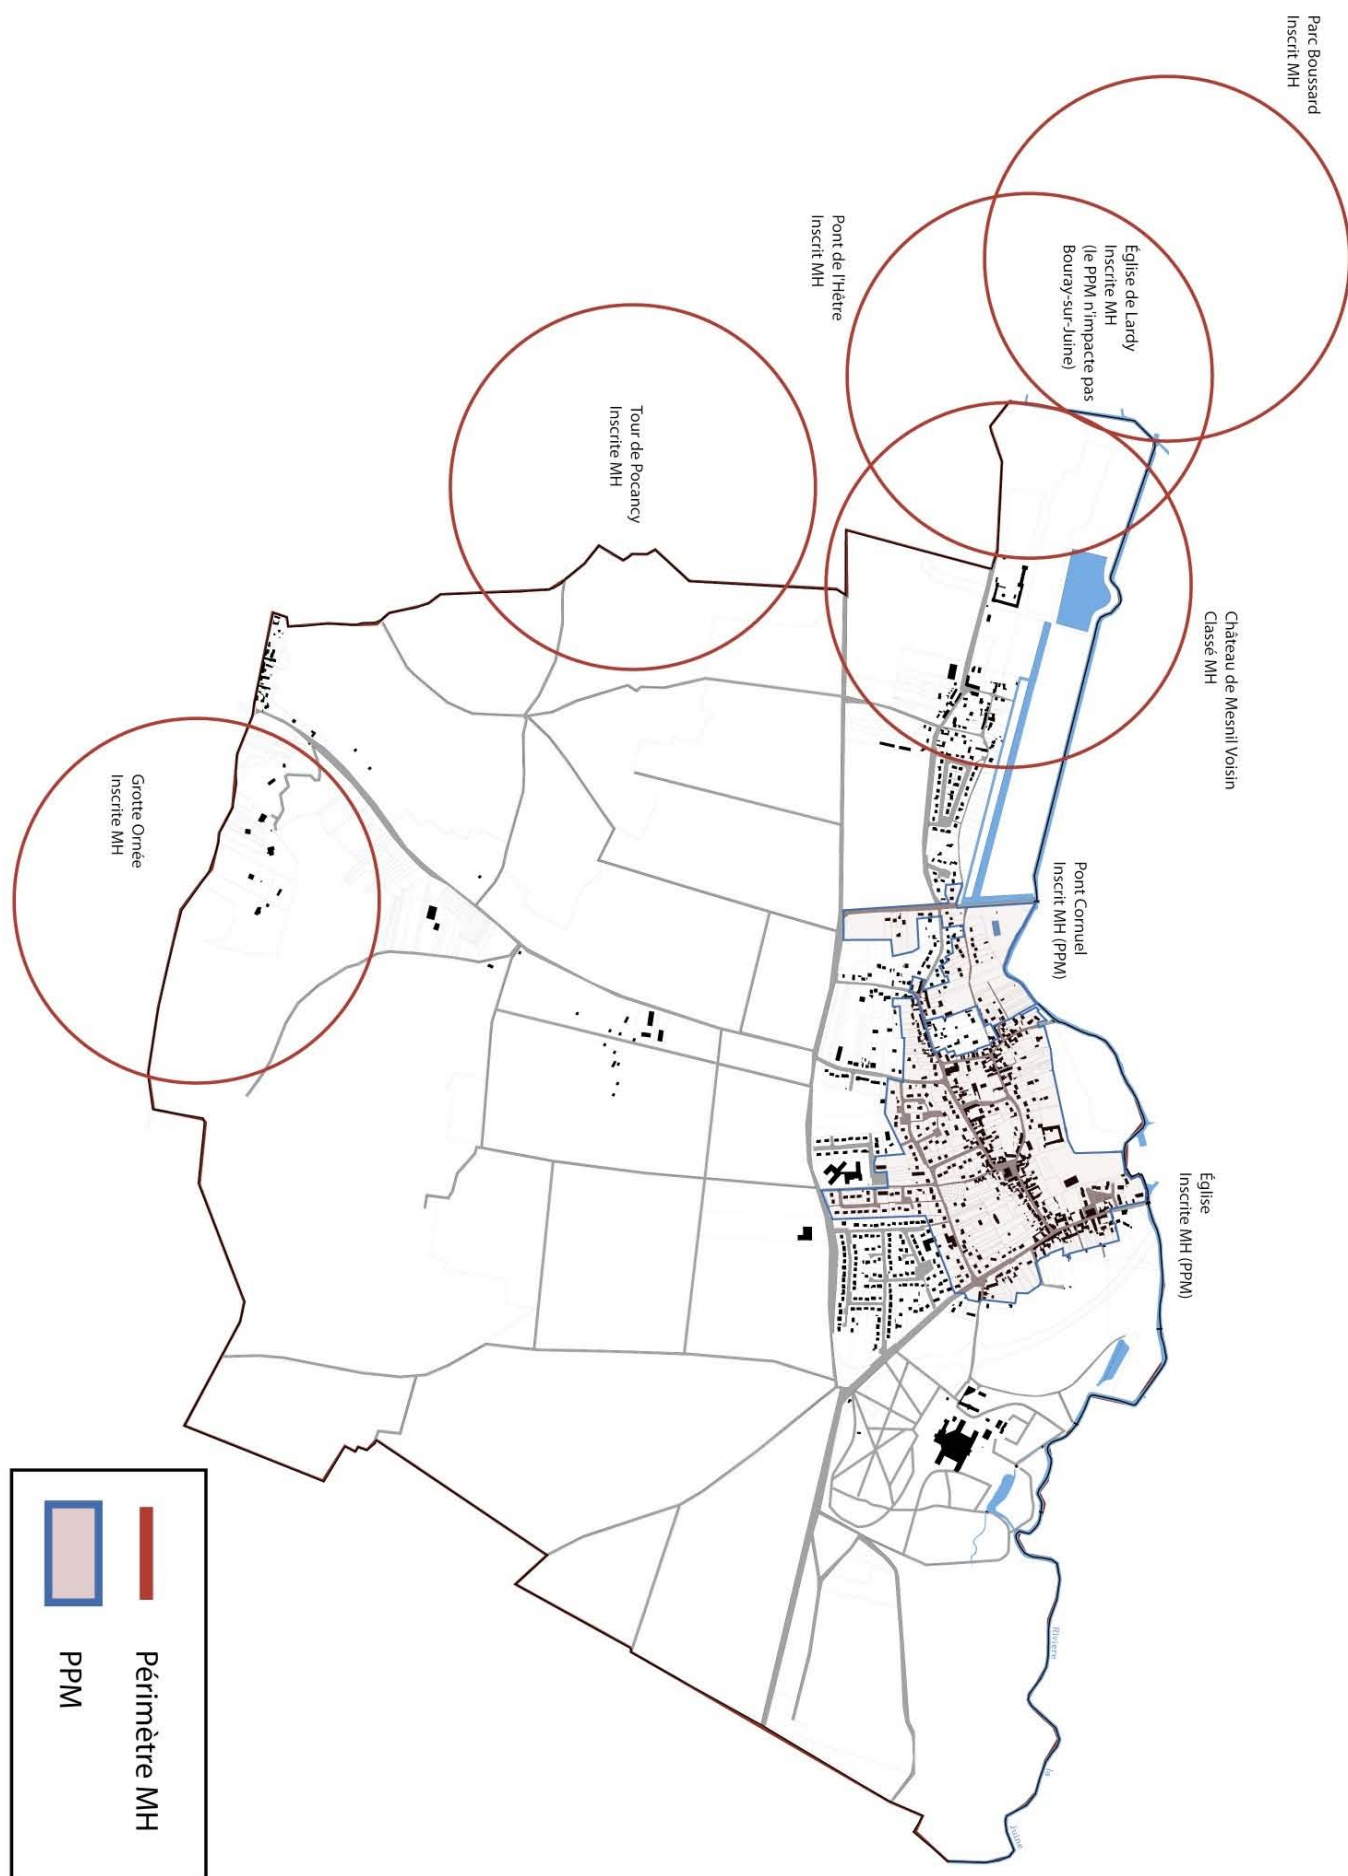 Parc Boussard
Inscrit MH
Église de Lardy
Inscrite MH
(le PPM n'impacte pas
Bouray-sur-Juine)
Pont de l'Hêtre
Inscrit MH
Tour de Pocancy
Inscrite MH
Château de Mesnil Voisin
Classé MH
Grotte Ornée
Inscrite MH
Pont Cornuel
Inscrit MH (PPM)
Église
Inscrite MH (PPM)
Rivière
la
Juine
Périmètre MH
PPM